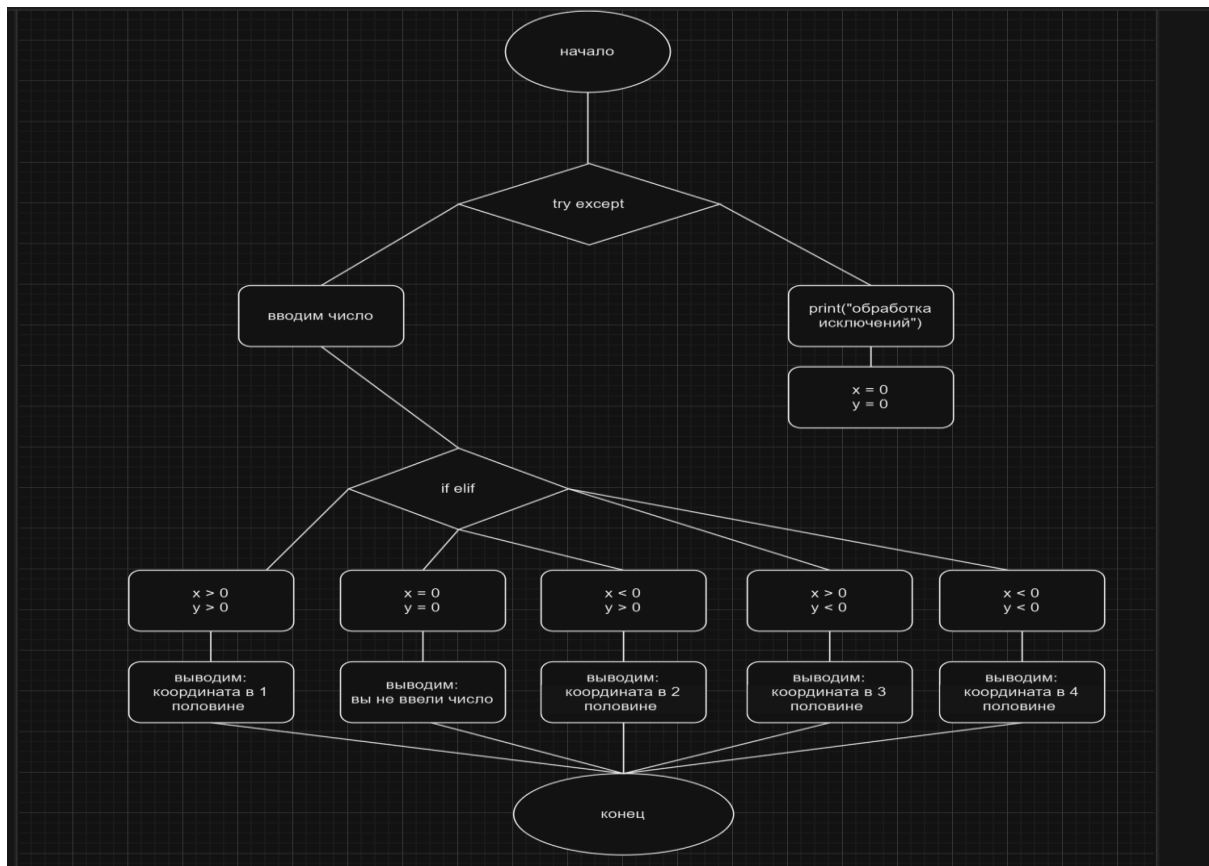 начало
try except
вводим число
print("обработка
исключений")
x = 0
y = 0
if elif
x > 0
y > 0
x = 0
y = 0
x < 0
y > 0
x > 0
y < 0
x < 0
y < 0
выводим:
координата в 1
половине
выводим:
вы не ввели число
выводим:
координата в 2
половине
выводим:
координата в 3
половине
выводим:
координата в 4
половине
конец